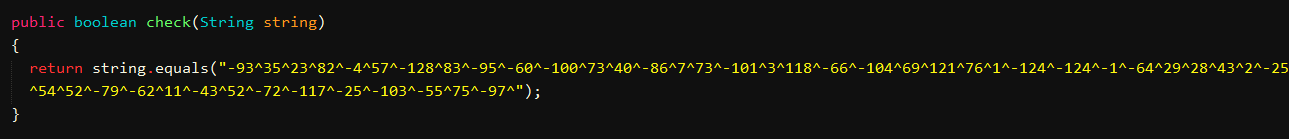 public boolean check(String string)
{
return string.equals("-93^35^23^82^-4^57^-128^83^-95^-60^-100^73^40^-86^7^73^-101^3^118^-66^-104^69^121^76^1^-124^-124^-1^-64^29^28^43^2^-25
^54^52^-79^-62^11^-43^52^-72^-117^-25^-103^-55^75^-97^");
}